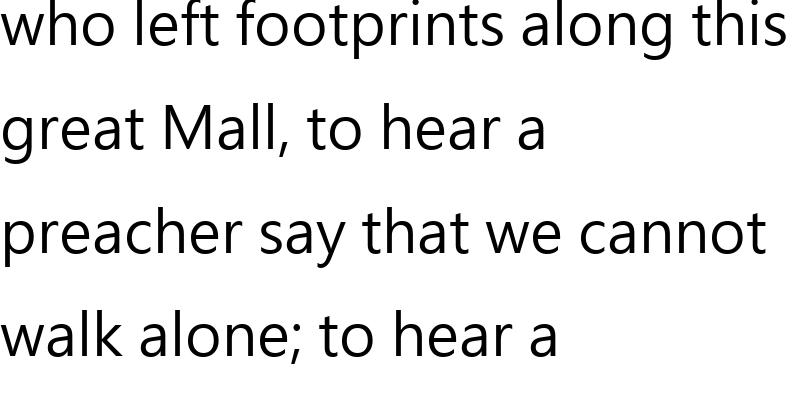 who left footprints along this
great Mall, to hear a
preacher say that we cannot
walk alone; to hear a